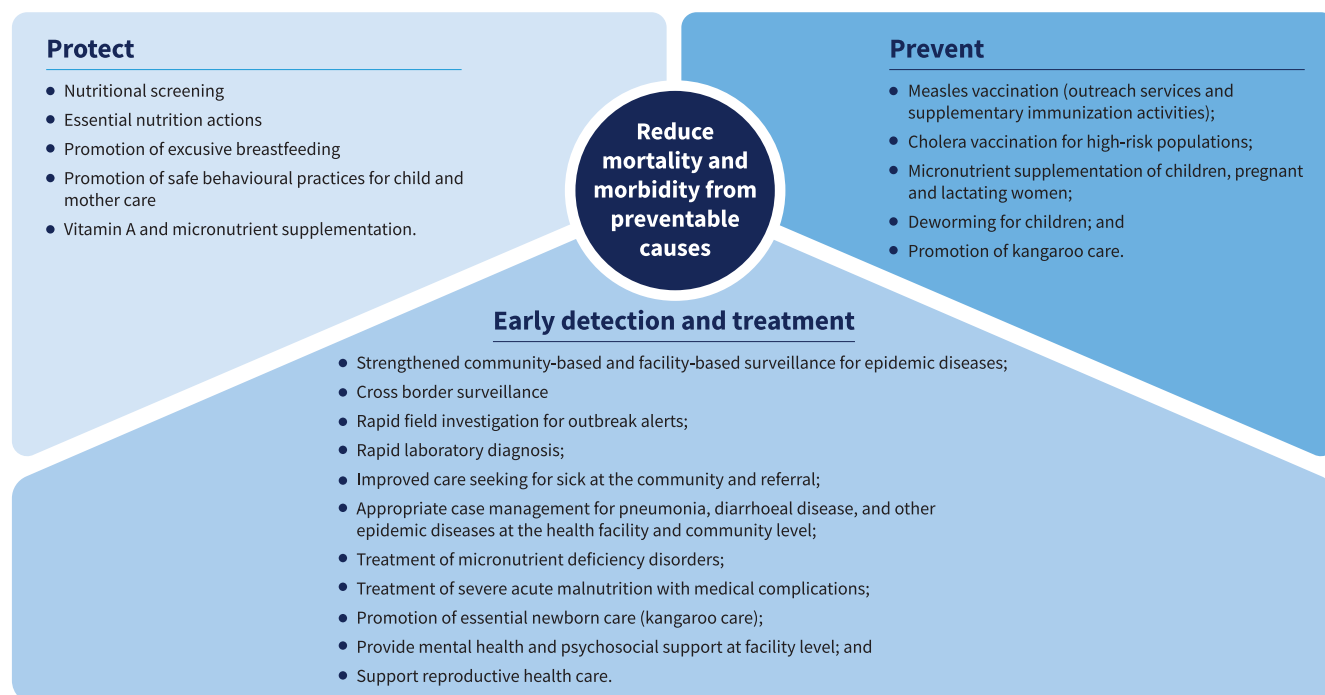 Protect
• Nutritional screening
• Essential nutrition actions
• Promotion of excusive breastfeeding
• Promotion of safe behavioural practices for child and
mother care
• Vitamin A and micronutrient supplementation.
Reduce
mortality and
morbidity from
preventable
causes
Prevent
• Measles vaccination (outreach services and
supplementary immunization activities);
• Cholera vaccination for high-risk populations;
• Micronutrient supplementation of children, pregnant
and lactating women;
• Deworming for children; and
• Promotion of kangaroo care.
Early detection and treatment
• Strengthened community-based and facility-based surveillance for epidemic diseases;
• Cross border surveillance
• Rapid field investigation for outbreak alerts;
• Rapid laboratory diagnosis;
• Improved care seeking for sick at the community and referral;
• Appropriate case management for pneumonia, diarrhoeal disease, and other
epidemic diseases at the health facility and community level;
• Treatment of micronutrient deficiency disorders;
• Treatment of severe acute malnutrition with medical complications;
• Promotion of essential newborn care (kangaroo care);
• Provide mental health and psychosocial support at facility level; and
• Support reproductive health care.